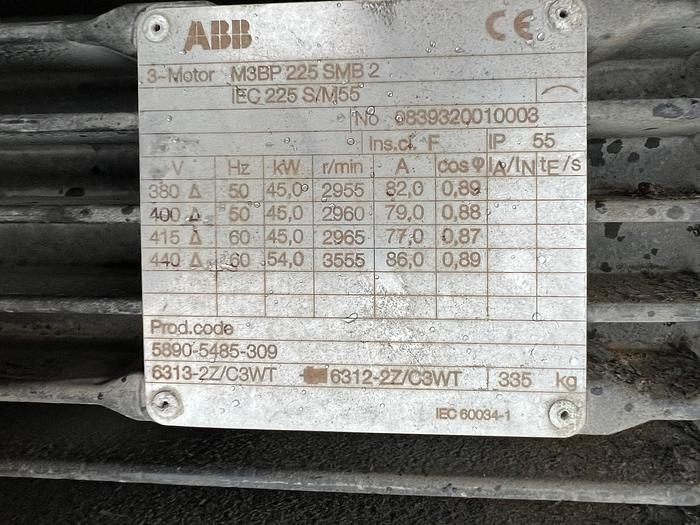 ABB CE
3~Motor M3BP 225 SMB 2
IEC 225 S/M55
No 9839320010003
Ins.cl. F IP 55
V Hz kW r/min A cos φ IA/IN tE/s
380 Δ 50 45,0 2955 82,0 0,89
400 Δ 50 45,0 2960 79,0 0,88
415 Δ 60 45,0 2965 77,0 0,87
440 Δ 60 54,0 3555 86,0 0,89
Prod.code
5890-5485-309
6313-2Z/C3WT 6312-2Z/C3WT 335 kg
IEC 60034-1